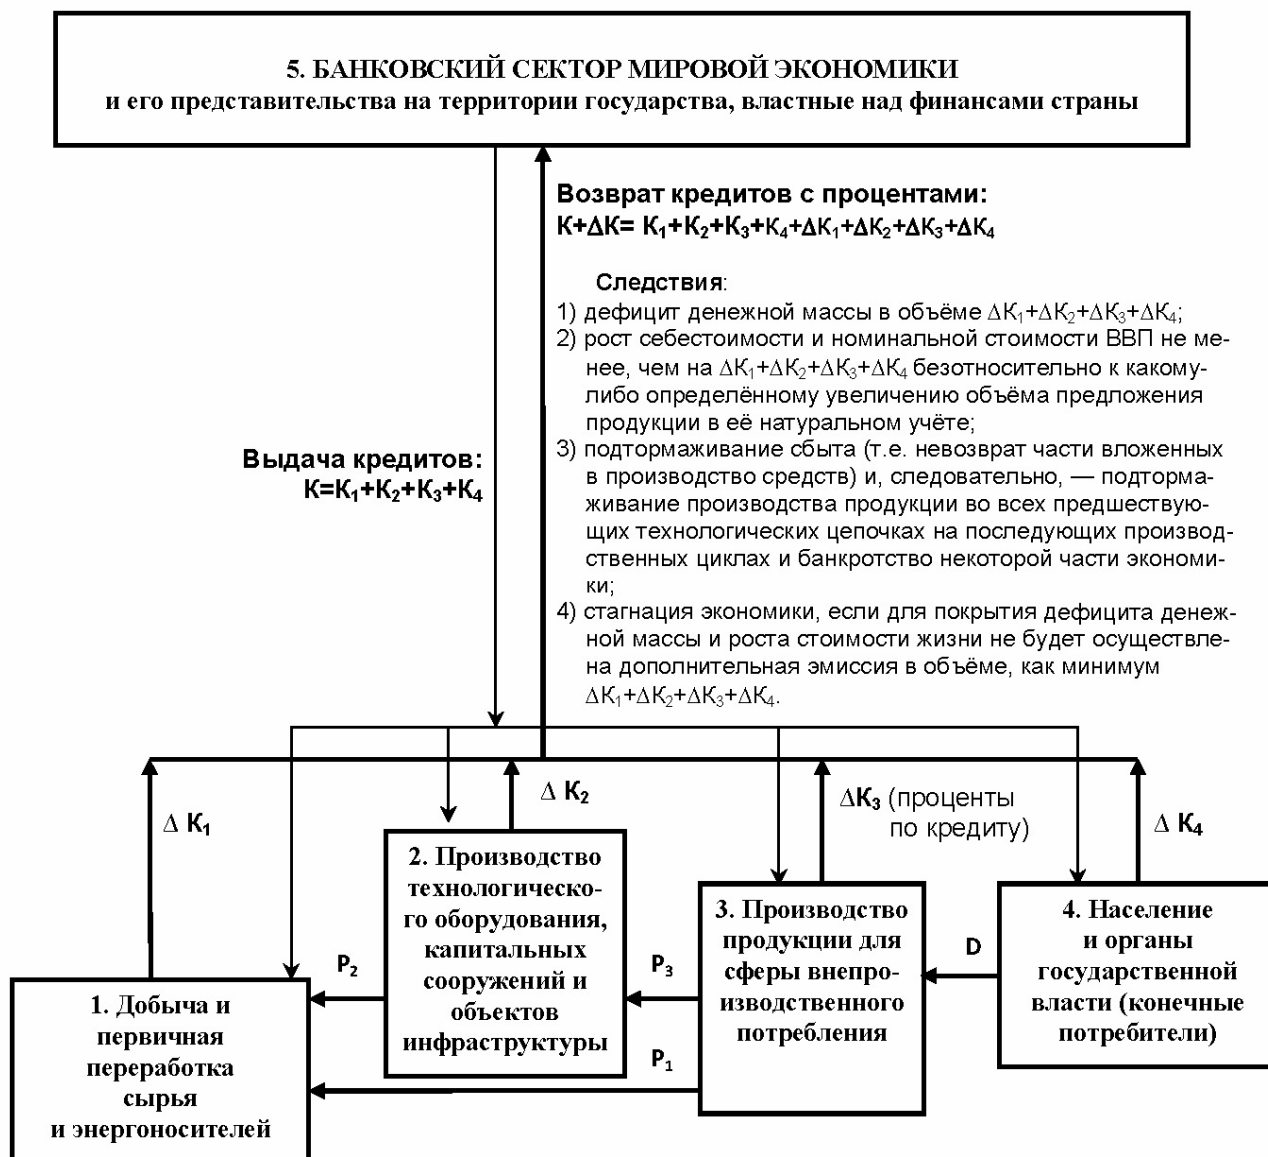 5. БАНКОВСКИЙ СЕКТОР МИРОВОЙ ЭКОНОМИКИ
и его представительства на территории государства, властные над финансами страны
Возврат кредитов с процентами:
К+ΔК= К₁+К₂+К₃+К₄+ΔК₁+ΔК₂+ΔК₃+ΔК₄
Следствия:
1) дефицит денежной массы в объёме ΔК₁+ΔК₂+ΔК₃+ΔК₄;
2) рост себестоимости и номинальной стоимости ВВП не ме-
нее, чем на ΔК₁+ΔК₂+ΔК₃+ΔК₄ безотносительно к какому-
либо определённому увеличению объёма предложения
продукции в её натуральном учёте;
3) подтормаживание сбыта (т.е. невозврат части вложенных
в производство средств) и, следовательно, — подторма-
живание производства продукции во всех предшествую-
щих технологических цепочках на последующих производ-
ственных циклах и банкротство некоторой части экономи-
ки;
4) стагнация экономики, если для покрытия дефицита денеж-
ной массы и роста стоимости жизни не будет осуществле-
на дополнительная эмиссия в объёме, как минимум
ΔК₁+ΔК₂+ΔК₃+ΔК₄.
Выдача кредитов:
К=К₁+К₂+К₃+К₄
Δ К₁
Δ К₂
ΔК₃ (проценты
по кредиту)
Δ К₄
1. Добыча и
первичная
переработка
сырья
и энергоносителей
P₂
2. Производство
технологическо-
го оборудования,
капитальных
сооружений и
объектов
инфраструктуры
P₃
P₁
3. Производство
продукции для
сферы внепро-
изводственного
потребления
D
4. Население
и органы
государственной
власти (конечные
потребители)